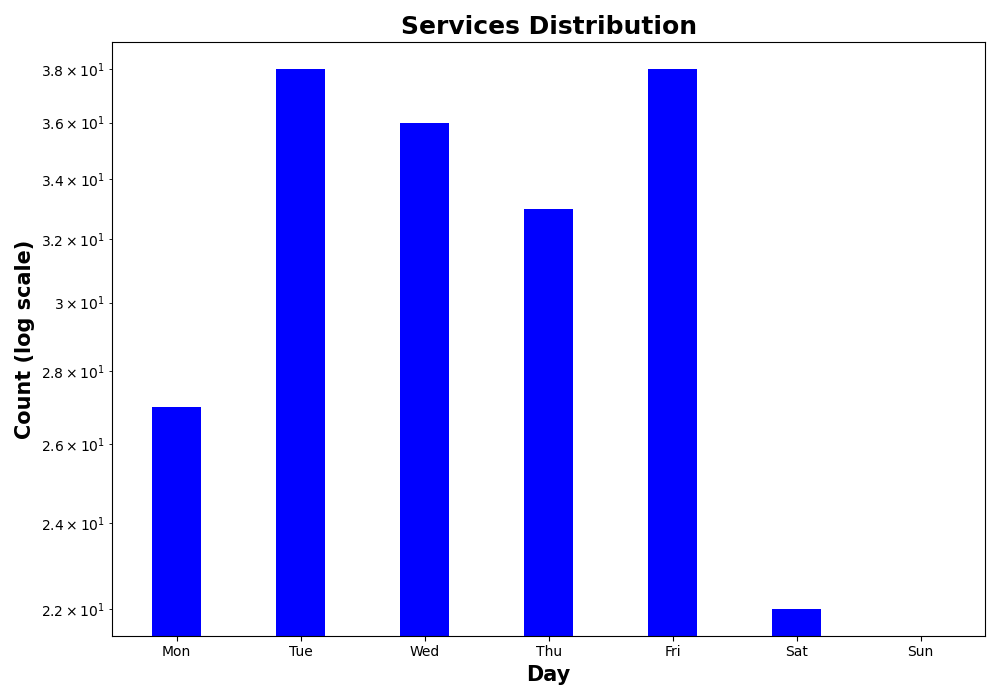 Services Distribution
Count (log scale)
3.8 × 10¹
3.6 × 10¹
3.4 × 10¹
3.2 × 10¹
3 × 10¹
2.8 × 10¹
2.6 × 10¹
2.4 × 10¹
2.2 × 10¹
Mon Tue Wed Thu Fri Sat Sun
Day